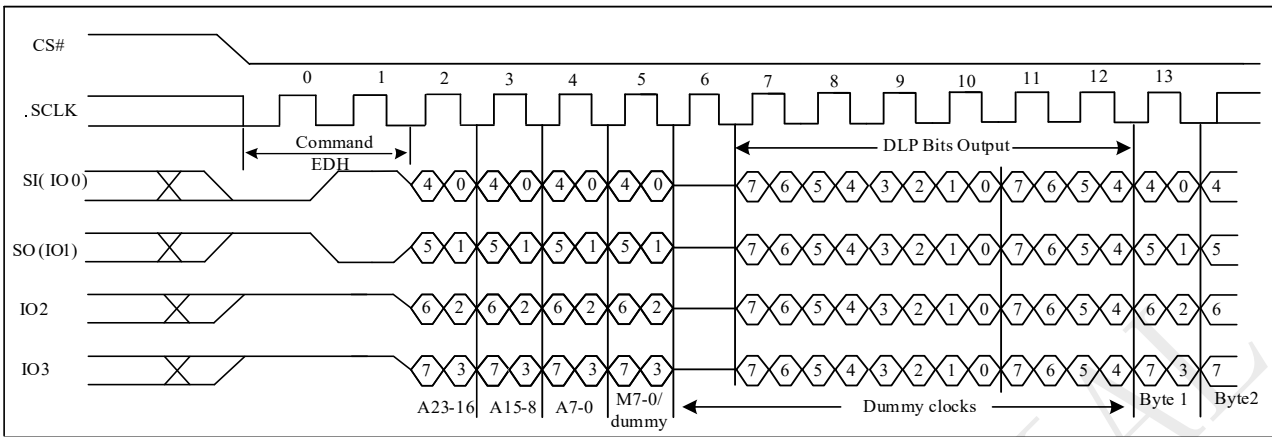 CS#
0 1 2 3 4 5 6 7 8 9 10 11 12 13
.SCLK
Command
EDH
DLP Bits Output
SI( IO0)
4 0 4 0 4 0 4 0 7 6 5 4 3 2 1 0 7 6 5 4 4 0 4
SO (IO1)
5 1 5 1 5 1 5 1 7 6 5 4 3 2 1 0 7 6 5 4 5 1 5
IO2
6 2 6 2 6 2 6 2 7 6 5 4 3 2 1 0 7 6 5 4 6 2 6
IO3
7 3 7 3 7 3 7 3 7 6 5 4 3 2 1 0 7 6 5 4 7 3 7
A23-16 A15-8 A7-0 M7-0/
dummy
Dummy clocks
Byte 1
Byte2